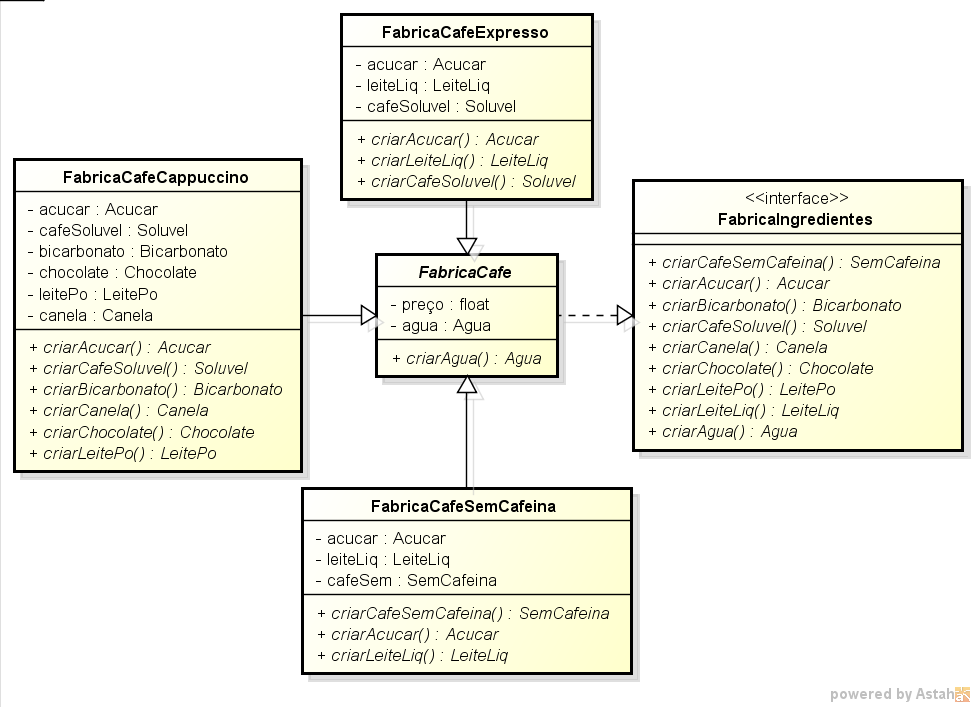 FabricaCafeExpresso
- acucar : Acucar
- leiteLiq : LeiteLiq
- cafeSoluvel : Soluvel
+ criarAcucar() : Acucar
+ criarLeiteLiq() : LeiteLiq
+ criarCafeSoluvel() : Soluvel
FabricaCafeCappuccino
- acucar : Acucar
- cafeSoluvel : Soluvel
- bicarbonato : Bicarbonato
- chocolate : Chocolate
- leitePo : LeitePo
- canela : Canela
+ criarAcucar() : Acucar
+ criarCafeSoluvel() : Soluvel
+ criarBicarbonato() : Bicarbonato
+ criarCanela() : Canela
+ criarChocolate() : Chocolate
+ criarLeitePo() : LeitePo
FabricaCafe
- preço : float
- agua : Agua
+ criarAgua() : Agua
<<interface>>
FabricaIngredientes
+ criarCafeSemCafeina() : SemCafeina
+ criarAcucar() : Acucar
+ criarBicarbonato() : Bicarbonato
+ criarCafeSoluvel() : Soluvel
+ criarCanela() : Canela
+ criarChocolate() : Chocolate
+ criarLeitePo() : LeitePo
+ criarLeiteLiq() : LeiteLiq
+ criarAgua() : Agua
FabricaCafeSemCafeina
- acucar : Acucar
- leiteLiq : LeiteLiq
- cafeSem : SemCafeina
+ criarCafeSemCafeina() : SemCafeina
+ criarAcucar() : Acucar
+ criarLeiteLiq() : LeiteLiq
powered by Astah